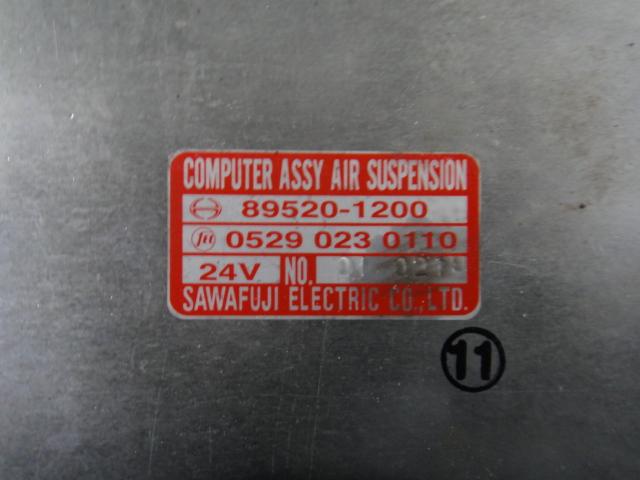 COMPUTER ASSY AIR SUSPENSION
89520-1200
0529 023 0110
24V NO.
SAWAFUJI ELECTRIC CO., LTD.
11